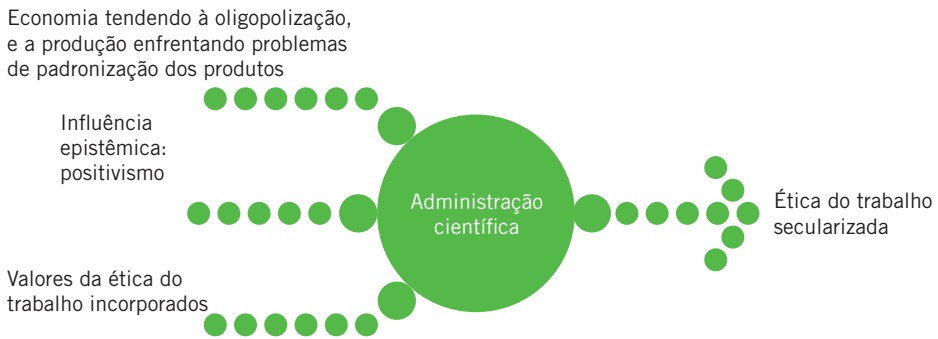 Economia tendendo à oligopolização,
e a produção enfrentando problemas
de padronização dos produtos
Influência
epistêmica:
positivismo
Administração
científica
Ética do trabalho
secularizada
Valores da ética do
trabalho incorporados